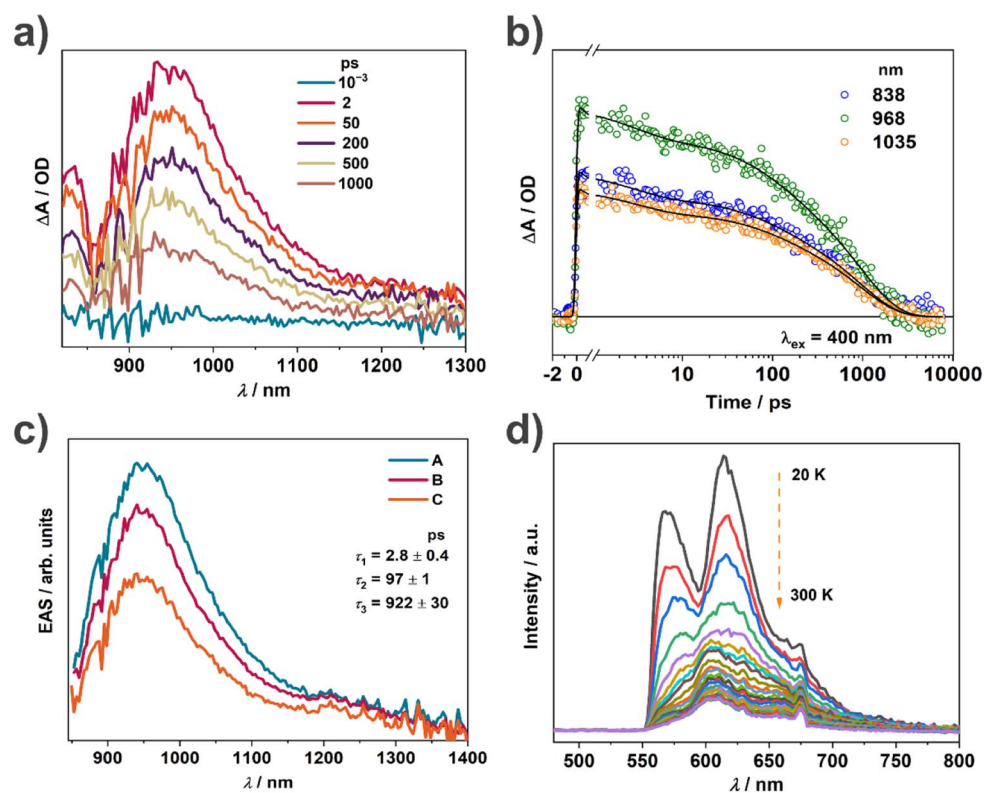 a)
ps
10⁻³
2
50
200
500
1000
ΔA / OD
900 1000 1100 1200 1300
λ / nm
b)
nm
838
968
1035
ΔA / OD
λex = 400 nm
-2 0 10 100 1000 10000
Time / ps
c)
A
B
C
ps
τ1 = 2.8 ± 0.4
τ2 = 97 ± 1
τ3 = 922 ± 30
EAS / arb. units
900 1000 1100 1200 1300 1400
λ / nm
d)
20 K
300 K
Intensity / a.u.
500 550 600 650 700 750 800
λ / nm